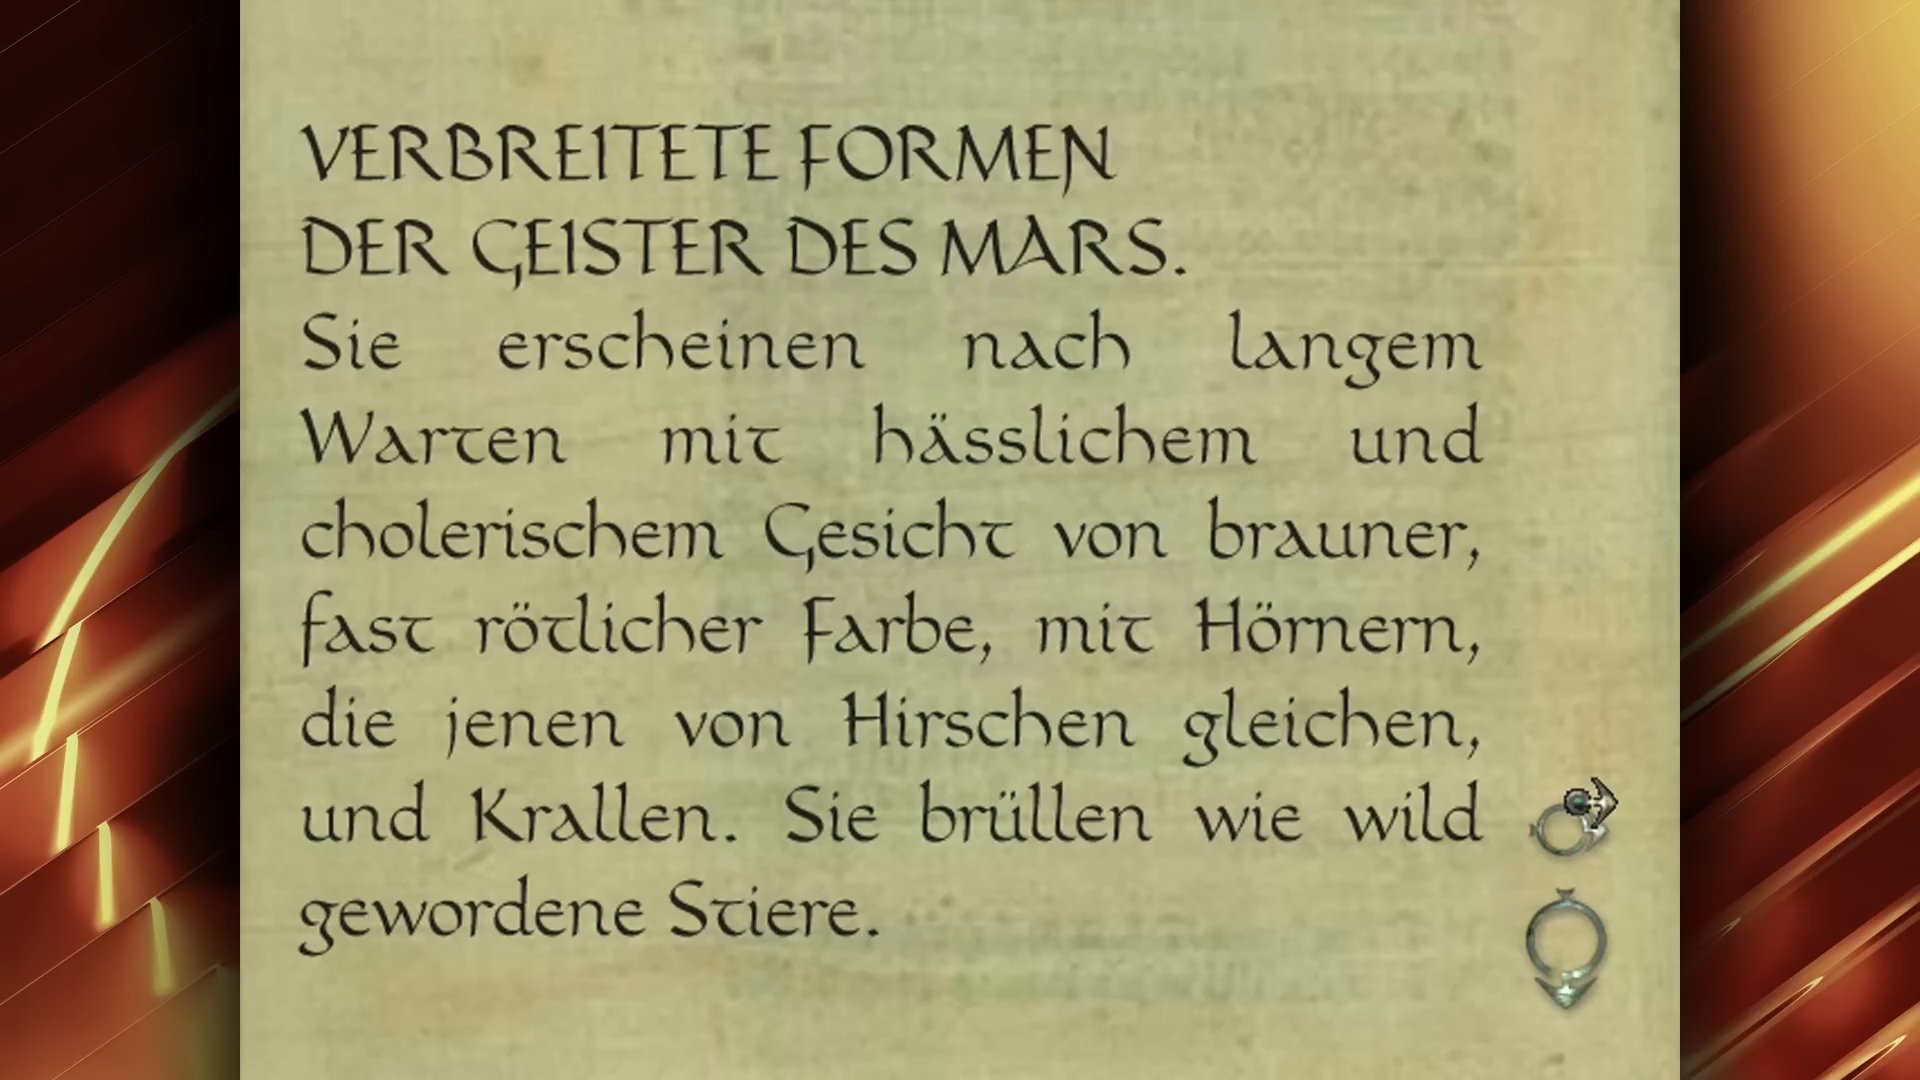 VERBREITETE FORMEN
DER GEISTER DES MARS.
Sie erscheinen nach langem
Warten mit hässlichem und
cholerischem Gesicht von brauner,
fast rötlicher Farbe, mit Hörnern,
die jenen von Hirschen gleichen,
und Krallen. Sie brüllen wie wild
gewordene Stiere.